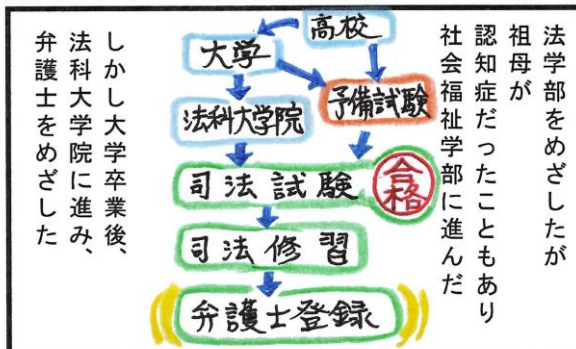 法学部をめざしたが
祖母が
認知症だったこともあり
社会福祉学部に進んだ
高校
大学
予備試験
法科大学院
司法試験
合格
司法修習
弁護士登録
しかし大学卒業後、
法科大学院に進み、
弁護士をめざした